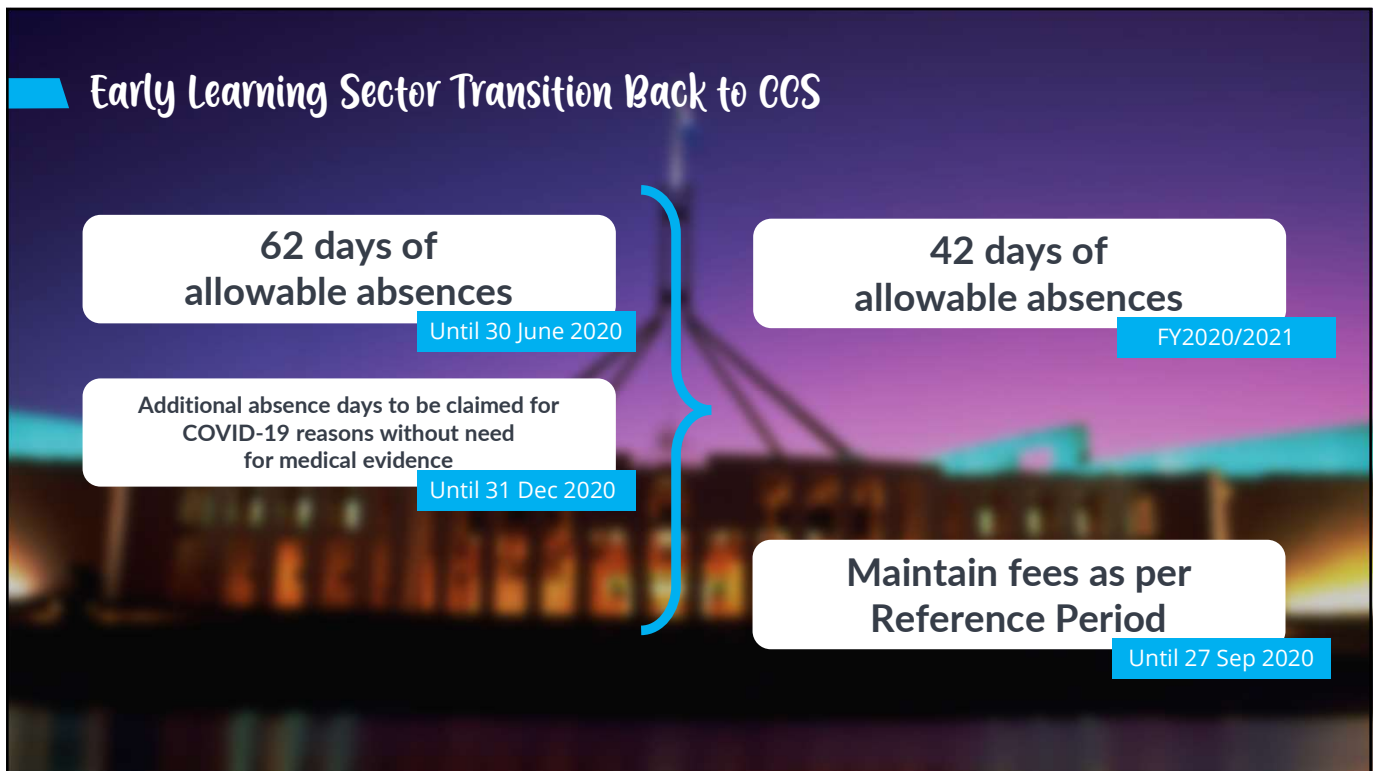 Early Learning Sector Transition Back to CCS
62 days of
allowable absences
Until 30 June 2020
Additional absence days to be claimed for
COVID-19 reasons without need
for medical evidence
Until 31 Dec 2020
42 days of
allowable absences
FY2020/2021
Maintain fees as per
Reference Period
Until 27 Sep 2020